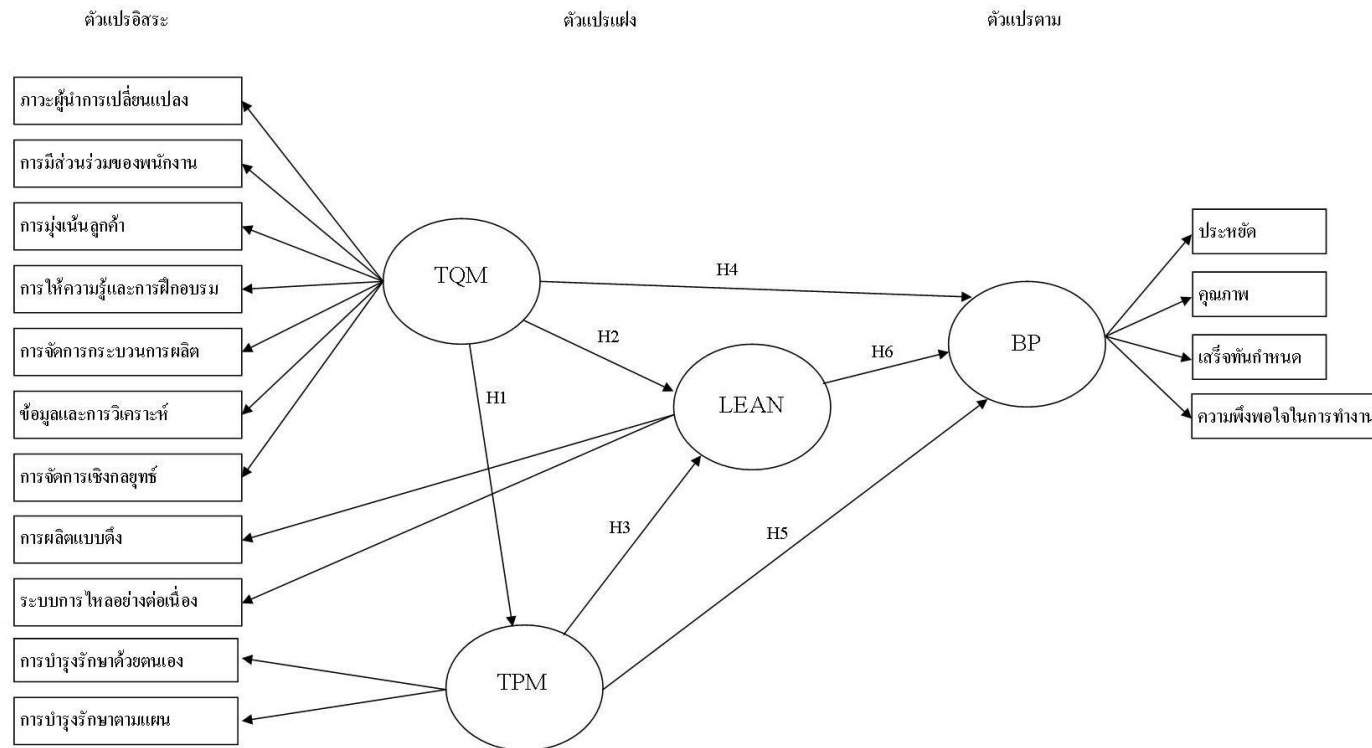 ตัวแปรอิสระ
ตัวแปรแฝง
ตัวแปรตาม
ภาวะผู้นำการเปลี่ยนแปลง
การมีส่วนร่วมของพนักงาน
การมุ่งเน้นลูกค้า
การให้ความรู้และการฝึกอบรม
การจัดการกระบวนการผลิต
ข้อมูลและการวิเคราะห์
การจัดการเชิงกลยุทธ์
การผลิตแบบดึง
ระบบการไหลอย่างต่อเนื่อง
การบำรุงรักษาด้วยตนเอง
การบำรุงรักษาตามแผน
TQM
H4
H2
H1
LEAN
H6
H3
H5
TPM
BP
ประหยัด
คุณภาพ
เสร็จทันกำหนด
ความพึงพอใจในการทำงาน